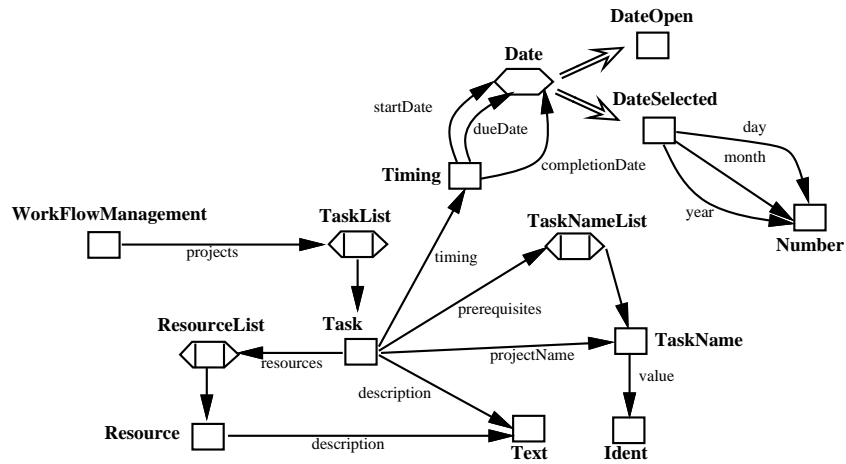 DateOpen
Date
DateSelected
startDate
dueDate
day
month
completionDate
Timing
year
WorkFlowManagement
TaskList
TaskNameList
Number
projects
timing
prerequisites
ResourceList
Task
TaskName
resources
projectName
value
description
Resource
description
Text
Ident